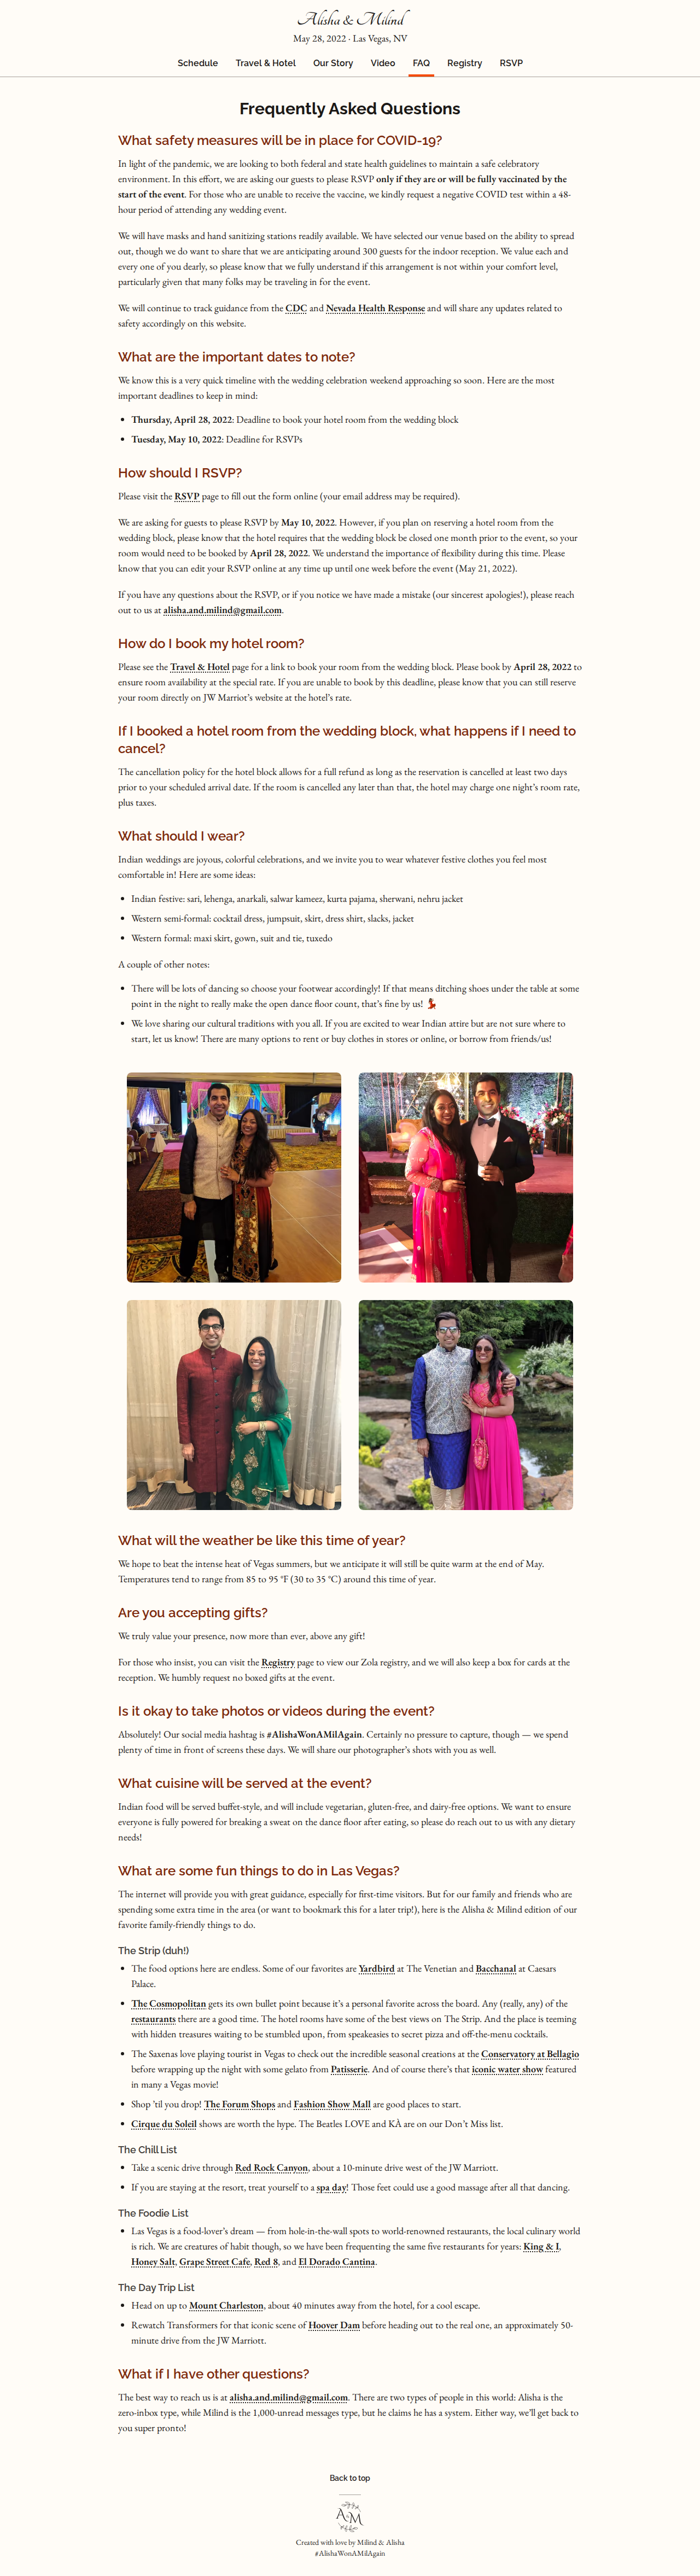 Alisha & Milind
May 28, 2022 · Las Vegas, NV
Schedule Travel & Hotel Our Story Video FAQ Registry RSVP
Frequently Asked Questions
What safety measures will be in place for COVID-19?
In light of the pandemic, we are looking to both federal and state health guidelines to maintain a safe celebratory
environment. In this effort, we are asking our guests to please RSVP only if they are or will be fully vaccinated by the
start of the event. For those who are unable to receive the vaccine, we kindly request a negative COVID test within a 48-
hour period of attending any wedding event.
We will have masks and hand sanitizing stations readily available. We have selected our venue based on the ability to spread
out, though we do want to share that we are anticipating around 300 guests for the indoor reception. We value each and
every one of you dearly, so please know that we fully understand if this arrangement is not within your comfort level,
particularly given that many folks may be traveling in for the event.
We will continue to track guidance from the CDC and Nevada Health Response and will share any updates related to
safety accordingly on this website.
What are the important dates to note?
We know this is a very quick timeline with the wedding celebration weekend approaching so soon. Here are the most
important deadlines to keep in mind:
• Thursday, April 28, 2022: Deadline to book your hotel room from the wedding block
• Tuesday, May 10, 2022: Deadline for RSVPs
How should I RSVP?
Please visit the RSVP page to fill out the form online (your email address may be required).
We are asking for guests to please RSVP by May 10, 2022. However, if you plan on reserving a hotel room from the
wedding block, please know that the hotel requires that the wedding block be closed one month prior to the event, so your
room would need to be booked by April 28, 2022. We understand the importance of flexibility during this time. Please
know that you can edit your RSVP online at any time up until one week before the event (May 21, 2022).
If you have any questions about the RSVP, or if you notice we have made a mistake (our sincerest apologies!), please reach
out to us at alisha.and.milind@gmail.com.
How do I book my hotel room?
Please see the Travel & Hotel page for a link to book your room from the wedding block. Please book by April 28, 2022 to
ensure room availability at the special rate. If you are unable to book by this deadline, please know that you can still reserve
your room directly on JW Marriot's website at the hotel's rate.
If I booked a hotel room from the wedding block, what happens if I need to
cancel?
The cancellation policy for the hotel block allows for a full refund as long as the reservation is cancelled at least two days
prior to your scheduled arrival date. If the room is cancelled any later than that, the hotel may charge one night's room rate,
plus taxes.
What should I wear?
Indian weddings are joyous, colorful celebrations, and we invite you to wear whatever festive clothes you feel most
comfortable in! Here are some ideas:
• Indian festive: sari, lehenga, anarkali, salwar kameez, kurta pajama, sherwani, nehru jacket
• Western semi-formal: cocktail dress, jumpsuit, skirt, dress shirt, slacks, jacket
• Western formal: maxi skirt, gown, suit and tie, tuxedo
A couple of other notes:
• There will be lots of dancing so choose your footwear accordingly! If that means ditching shoes under the table at some
point in the night to really make the open dance floor count, that's fine by us! 💃
• We love sharing our cultural traditions with you all. If you are excited to wear Indian attire but are not sure where to
start, let us know! There are many options to rent or buy clothes in stores or online, or borrow from friends/us!
What will the weather be like this time of year?
We hope to beat the intense heat of Vegas summers, but we anticipate it will still be quite warm at the end of May.
Temperatures tend to range from 85 to 95 °F (30 to 35 °C) around this time of year.
Are you accepting gifts?
We truly value your presence, now more than ever, above any gift!
For those who insist, you can visit the Registry page to view our Zola registry, and we will also keep a box for cards at the
reception. We humbly request no boxed gifts at the event.
Is it okay to take photos or videos during the event?
Absolutely! Our social media hashtag is #AlishaWonAMilAgain. Certainly no pressure to capture, though — we spend
plenty of time in front of screens these days. We will share our photographer's shots with you as well.
What cuisine will be served at the event?
Indian food will be served buffet-style, and will include vegetarian, gluten-free, and dairy-free options. We want to ensure
everyone is fully powered for breaking a sweat on the dance floor after eating, so please do reach out to us with any dietary
needs!
What are some fun things to do in Las Vegas?
The internet will provide you with great guidance, especially for first-time visitors. But for our family and friends who are
spending some extra time in the area (or want to bookmark this for a later trip!), here is the Alisha & Milind edition of our
favorite family-friendly things to do.
The Strip (duh!)
• The food options here are endless. Some of our favorites are Yardbird at The Venetian and Bacchanal at Caesars
Palace.
• The Cosmopolitan gets its own bullet point because it's a personal favorite across the board. Any (really, any) of the
restaurants there are a good time. The hotel rooms have some of the best views on The Strip. And the place is teeming
with hidden treasures waiting to be stumbled upon, from speakeasies to secret pizza and off-the-menu cocktails.
• The Saxenas love playing tourist in Vegas to check out the incredible seasonal creations at the Conservatory at Bellagio
before wrapping up the night with some gelato from Patisserie. And of course there's that iconic water show featured
in many a Vegas movie!
• Shop 'til you drop! The Forum Shops and Fashion Show Mall are good places to start.
• Cirque du Soleil shows are worth the hype. The Beatles LOVE and KÀ are on our Don't Miss list.
The Chill List
• Take a scenic drive through Red Rock Canyon, about a 10-minute drive west of the JW Marriott.
• If you are staying at the resort, treat yourself to a spa day! Those feet could use a good massage after all that dancing.
The Foodie List
• Las Vegas is a food-lover's dream — from hole-in-the-wall spots to world-renowned restaurants, the local culinary world
is rich. We are creatures of habit though, so we have been frequenting the same five restaurants for years: King & I,
Honey Salt, Grape Street Cafe, Red 8, and El Dorado Cantina.
The Day Trip List
• Head on up to Mount Charleston, about 40 minutes away from the hotel, for a cool escape.
• Rewatch Transformers for that iconic scene of Hoover Dam before heading out to the real one, an approximately 50-
minute drive from the JW Marriott.
What if I have other questions?
The best way to reach us is at alisha.and.milind@gmail.com. There are two types of people in this world: Alisha is the
zero-inbox type, while Milind is the 1,000-unread messages type, but he claims he has a system. Either way, we'll get back to
you super pronto!
Back to top
A&M
Created with love by Milind & Alisha
#AlishaWonAMilAgain